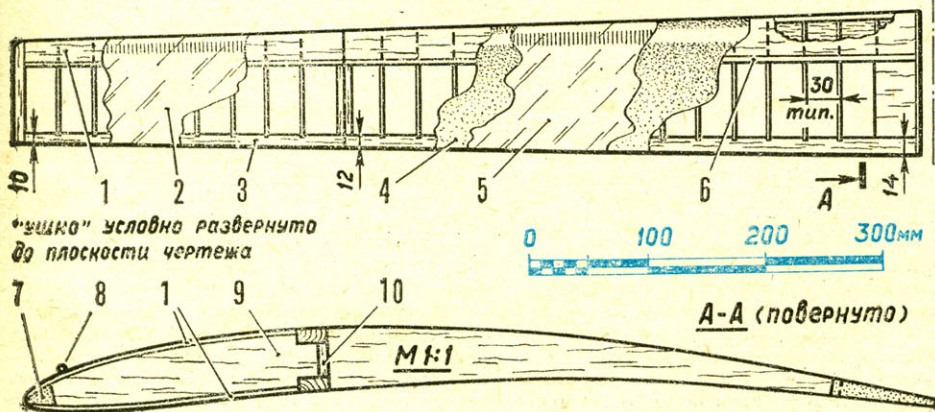 30
тип.
10
12
14
1 2 3 4 5 6
А
"ушко" условно развернуто
до плоскости чертежа
0 100 200 300мм
7 8 1 9 10
А-А (повернуто)
М 1:1